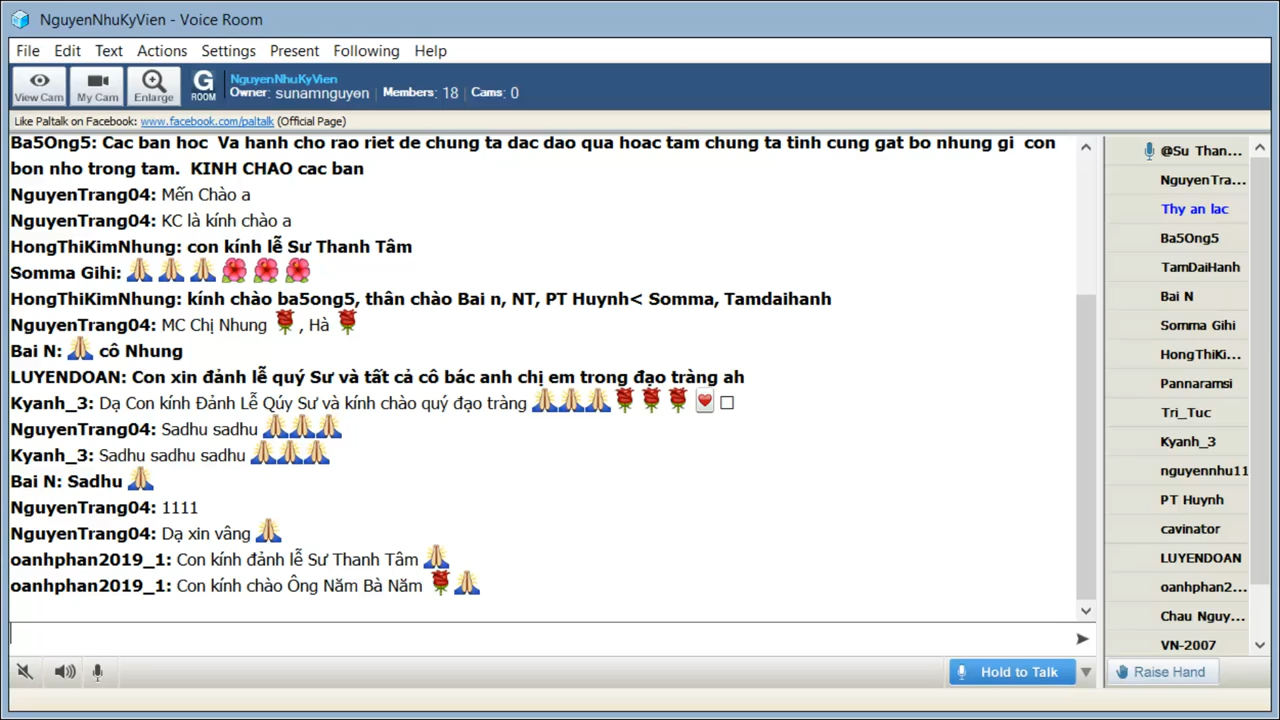 NguyenNhuKyVien - Voice Room
File Edit Text Actions Settings Present Following Help
View Cam
My Cam
Enlarge
G
ROOM
NguyenNhuKyVien
Owner: sunamnguyen | Members: 18 | Cams: 0
Like Paltalk on Facebook: www.facebook.com/paltalk (Official Page)
Ba5Ong5: Cac ban hoc Va hanh cho rao riet de chung ta dac dao qua hoac tam chung ta tinh cung gat bo nhung gi con
bon nho trong tam. KINH CHAO cac ban
NguyenTrang04: Mến Chào a
NguyenTrang04: KC là kính chào a
HongThiKimNhung: con kính lễ Sư Thanh Tâm
Somma Gihi: 🙏 🙏 🙏 🌺 🌺 🌺
HongThiKimNhung: kính chào ba5ong5, thân chào Bai n, NT, PT Huynh< Somma, Tamdaihanh
NguyenTrang04: MC Chị Nhung 🌹 , Hà 🌹
Bai N: 🙏 cô Nhung
LUYENDOAN: Con xin đảnh lễ quý Sư và tất cả cô bác anh chị em trong đạo tràng ah
Kyanh_3: Dạ Con kính Đảnh Lễ Qúy Sư và kính chào quý đạo tràng 🙏🙏🙏🌹🌹🌹♥□
NguyenTrang04: Sadhu sadhu 🙏🙏🙏
Kyanh_3: Sadhu sadhu sadhu 🙏🙏🙏
Bai N: Sadhu 🙏
NguyenTrang04: 1111
NguyenTrang04: Dạ xin vâng 🙏
oanhphan2019_1: Con kính đảnh lễ Sư Thanh Tâm 🙏
oanhphan2019_1: Con kính chào Ông Năm Bà Năm 🌹🙏
@Su Than...
NguyenTra...
Thy an lac
Ba5Ong5
TamDaiHanh
Bai N
Somma Gihi
HongThiKi...
Pannaramsi
Tri_Tuc
Kyanh_3
nguyennhu11
PT Huynh
cavinator
LUYENDOAN
oanhphan2...
Chau Nguy...
VN-2007
Hold to Talk
Raise Hand